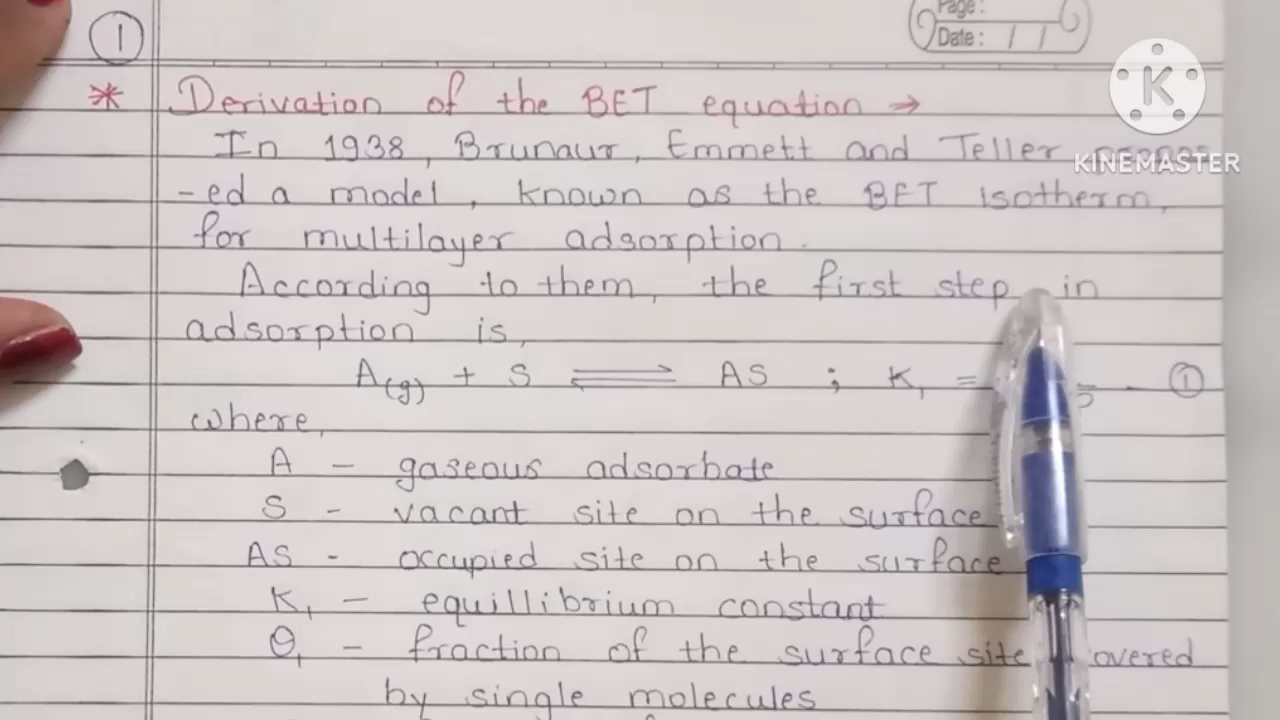 Page:
1
Date: / /
K
* Derivation of the BET equation →
In 1938, Brunaur, Emmett and Teller
KINEMASTER
-ed a model, known as the BET isotherm,
for multilayer adsorption.
According to them, the first step in
adsorption is,
A(g) + S ⇌ AS ; K₁ = - ①
where,
A - gaseous adsorbate
S - vacant site on the surface
AS - occupied site on the surface
K₁ - equillibrium constant
θ₁ - fraction of the surface site
by single molecules